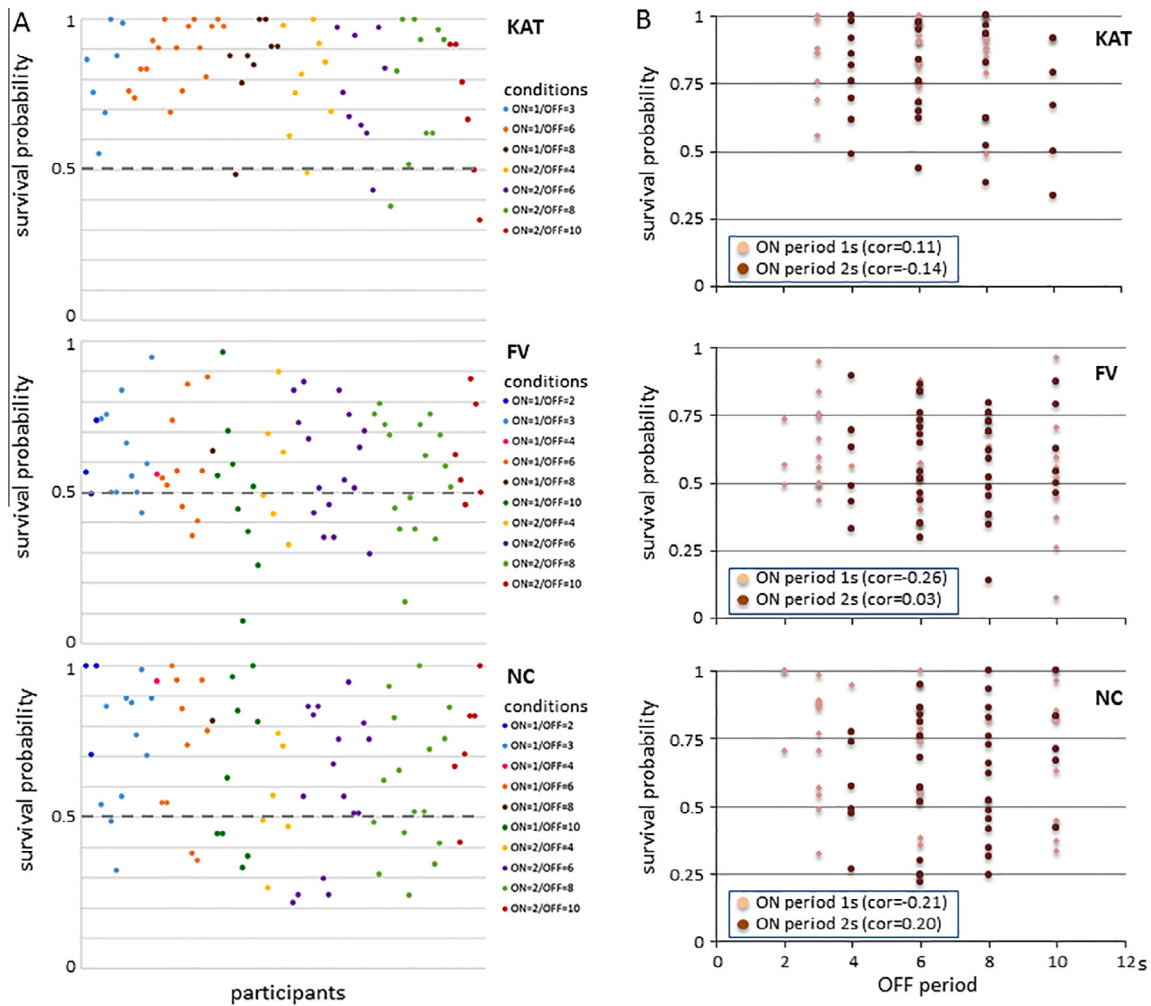 A
KAT
1
0.5
0
survival probability
conditions
ON=1/OFF=3
ON=1/OFF=6
ON=1/OFF=8
ON=2/OFF=4
ON=2/OFF=6
ON=2/OFF=8
ON=2/OFF=10
FV
1
0.5
0
survival probability
conditions
ON=1/OFF=2
ON=1/OFF=3
ON=1/OFF=4
ON=1/OFF=6
ON=1/OFF=8
ON=1/OFF=10
ON=2/OFF=4
ON=2/OFF=6
ON=2/OFF=8
ON=2/OFF=10
NC
1
0.5
0
survival probability
conditions
ON=1/OFF=2
ON=1/OFF=3
ON=1/OFF=4
ON=1/OFF=6
ON=1/OFF=8
ON=1/OFF=10
ON=2/OFF=4
ON=2/OFF=6
ON=2/OFF=8
ON=2/OFF=10
participants
B
KAT
1
0.75
0.5
0.25
0
survival probability
ON period 1s (cor=0.11)
ON period 2s (cor=-0.14)
0 2 4 6 8 10 12
FV
1
0.75
0.5
0.25
0
survival probability
ON period 1s (cor=-0.26)
ON period 2s (cor=0.03)
NC
1
0.75
0.5
0.25
0
survival probability
ON period 1s (cor=-0.21)
ON period 2s (cor=0.20)
0 2 4 6 8 10 12s
OFF period